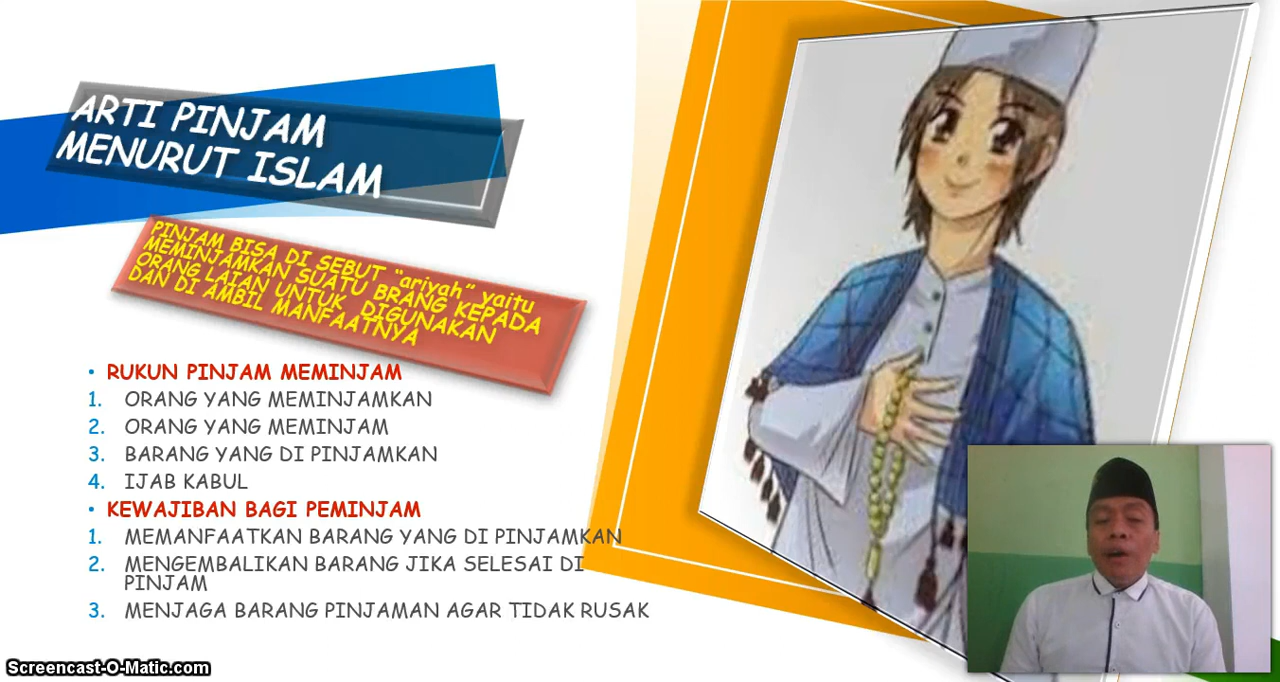 ARTI PINJAM
MENURUT ISLAM
PINJAM BISA DI SEBUT "ariyah" yaitu
MEMINJAMKAN SUATU BRANG KEPADA
ORANG LAIAN UNTUK DIGUNAKAN
DAN DI AMBIL MANFAATNYA
• RUKUN PINJAM MEMINJAM
1. ORANG YANG MEMINJAMKAN
2. ORANG YANG MEMINJAM
3. BARANG YANG DI PINJAMKAN
4. IJAB KABUL
• KEWAJIBAN BAGI PEMINJAM
1. MEMANFAATKAN BARANG YANG DI PINJAMKAN
2. MENGEMBALIKAN BARANG JIKA SELESAI DI
PINJAM
3. MENJAGA BARANG PINJAMAN AGAR TIDAK RUSAK
Screencast-O-Matic.com